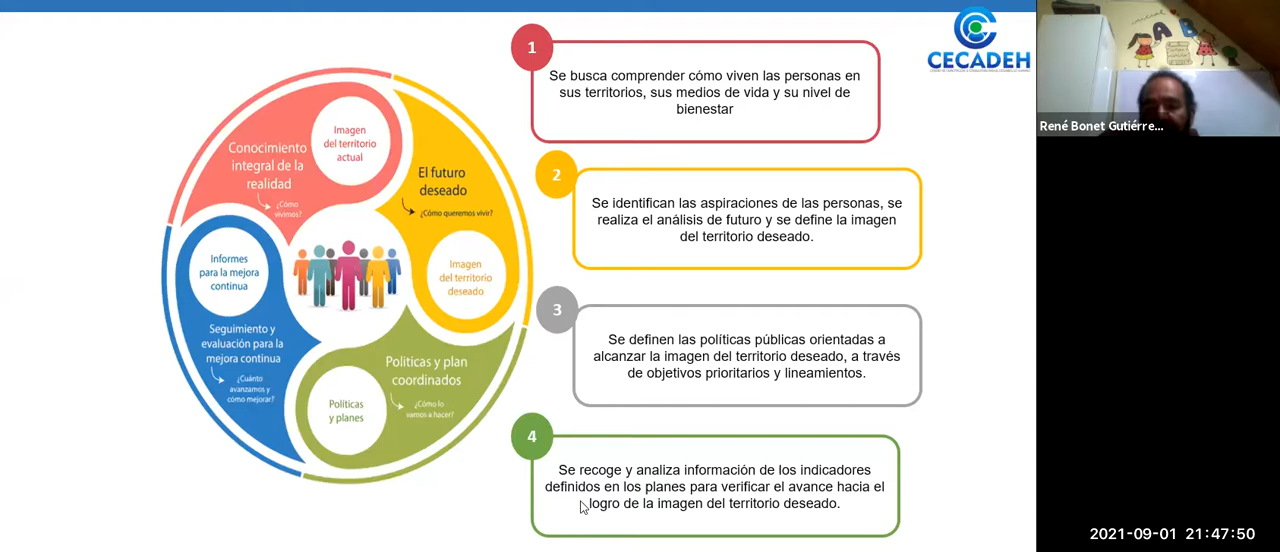 CECADEH
1
Se busca comprender cómo viven las personas en
sus territorios, sus medios de vida y su nivel de
bienestar
2
Se identifican las aspiraciones de las personas, se
realiza el análisis de futuro y se define la imagen
del territorio deseado.
3
Se definen las políticas públicas orientadas a
alcanzar la imagen del territorio deseado, a través
de objetivos prioritarios y lineamientos.
4
Se recoge y analiza información de los indicadores
definidos en los planes para verificar el avance hacia el
logro de la imagen del territorio deseado.
Conocimiento
integral de la
realidad
¿Cómo
vivimos?
Imagen
del territorio
actual
El futuro
deseado
¿Cómo queremos vivir?
Imagen
del territorio
deseado
Políticas y plan
coordinados
¿Cómo lo
vamos a hacer?
Políticas
y planes
Seguimiento y
evaluación para la
mejora continua
¿Cuánto
avanzamos y
cómo mejorar?
Informes
para la mejora
continua
A B
René Bonet Gutiérre...
2021-09-01 21:47:50